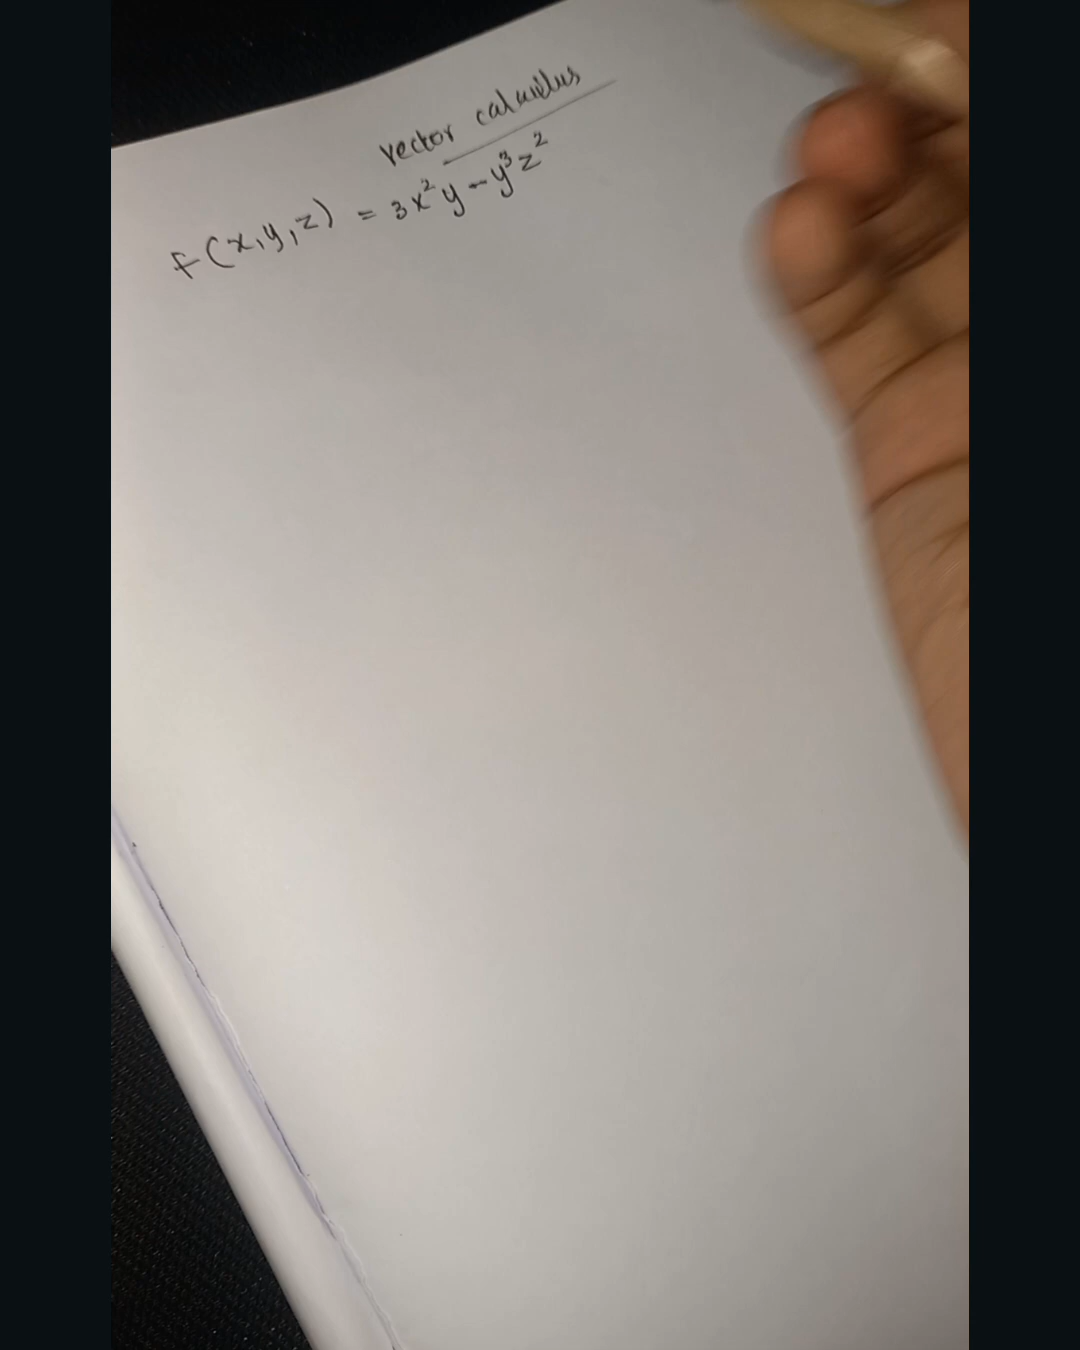 vector calculus
f(x,y,z) = 3x²y - y³z²